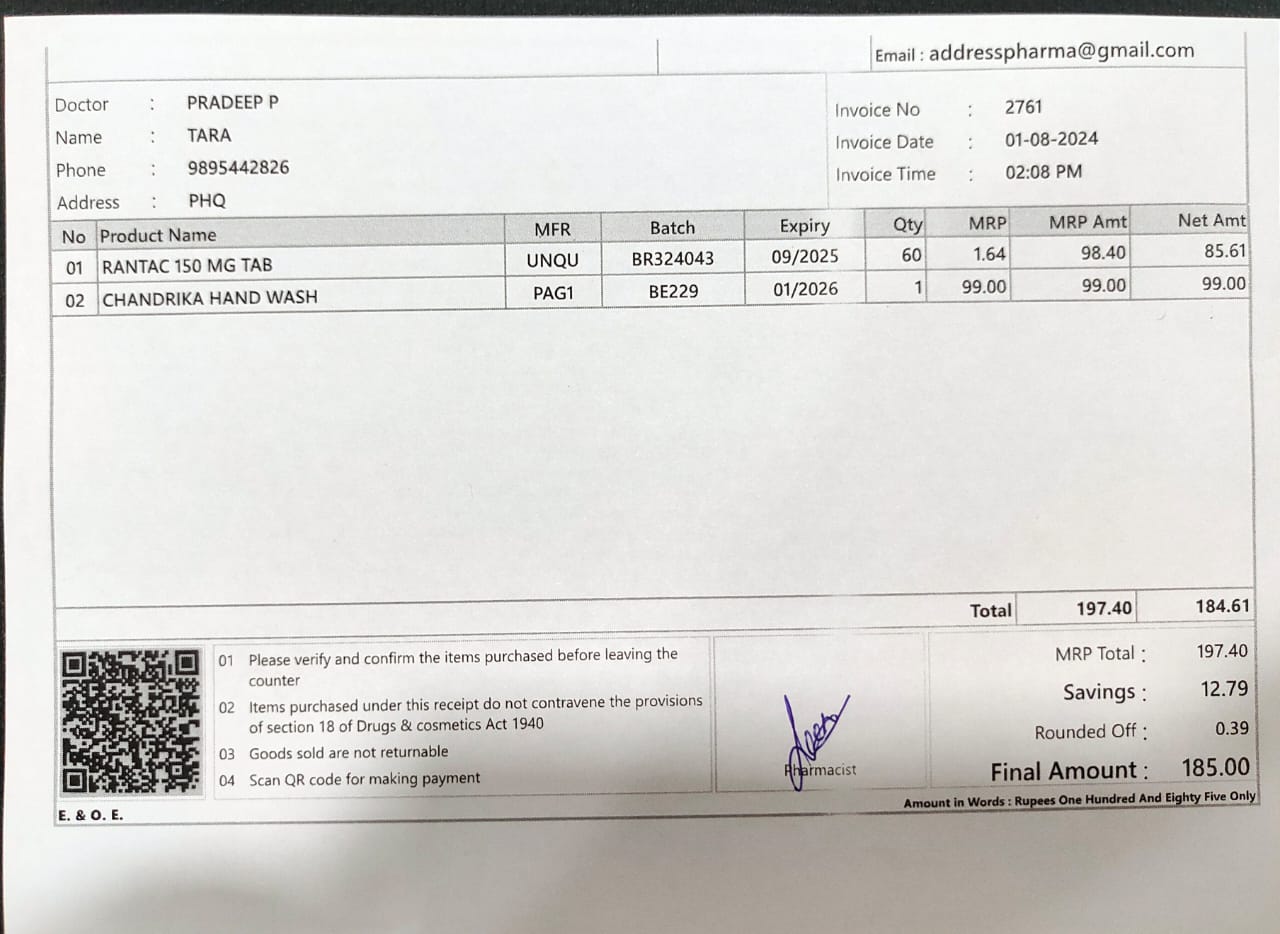 Email : addresspharma@gmail.com
Doctor : PRADEEP P
Name : TARA
Phone : 9895442826
Address : PHQ
Invoice No : 2761
Invoice Date : 01-08-2024
Invoice Time : 02:08 PM
No Product Name MFR Batch Expiry Qty MRP MRP Amt Net Amt
01 RANTAC 150 MG TAB UNQU BR324043 09/2025 60 1.64 98.40 85.61
02 CHANDRIKA HAND WASH PAG1 BE229 01/2026 1 99.00 99.00 99.00
Total 197.40 184.61
01 Please verify and confirm the items purchased before leaving the
counter
02 Items purchased under this receipt do not contravene the provisions
of section 18 of Drugs & cosmetics Act 1940
03 Goods sold are not returnable
04 Scan QR code for making payment
Pharmacist
MRP Total : 197.40
Savings : 12.79
Rounded Off : 0.39
Final Amount : 185.00
E. & O. E.
Amount in Words : Rupees One Hundred And Eighty Five Only